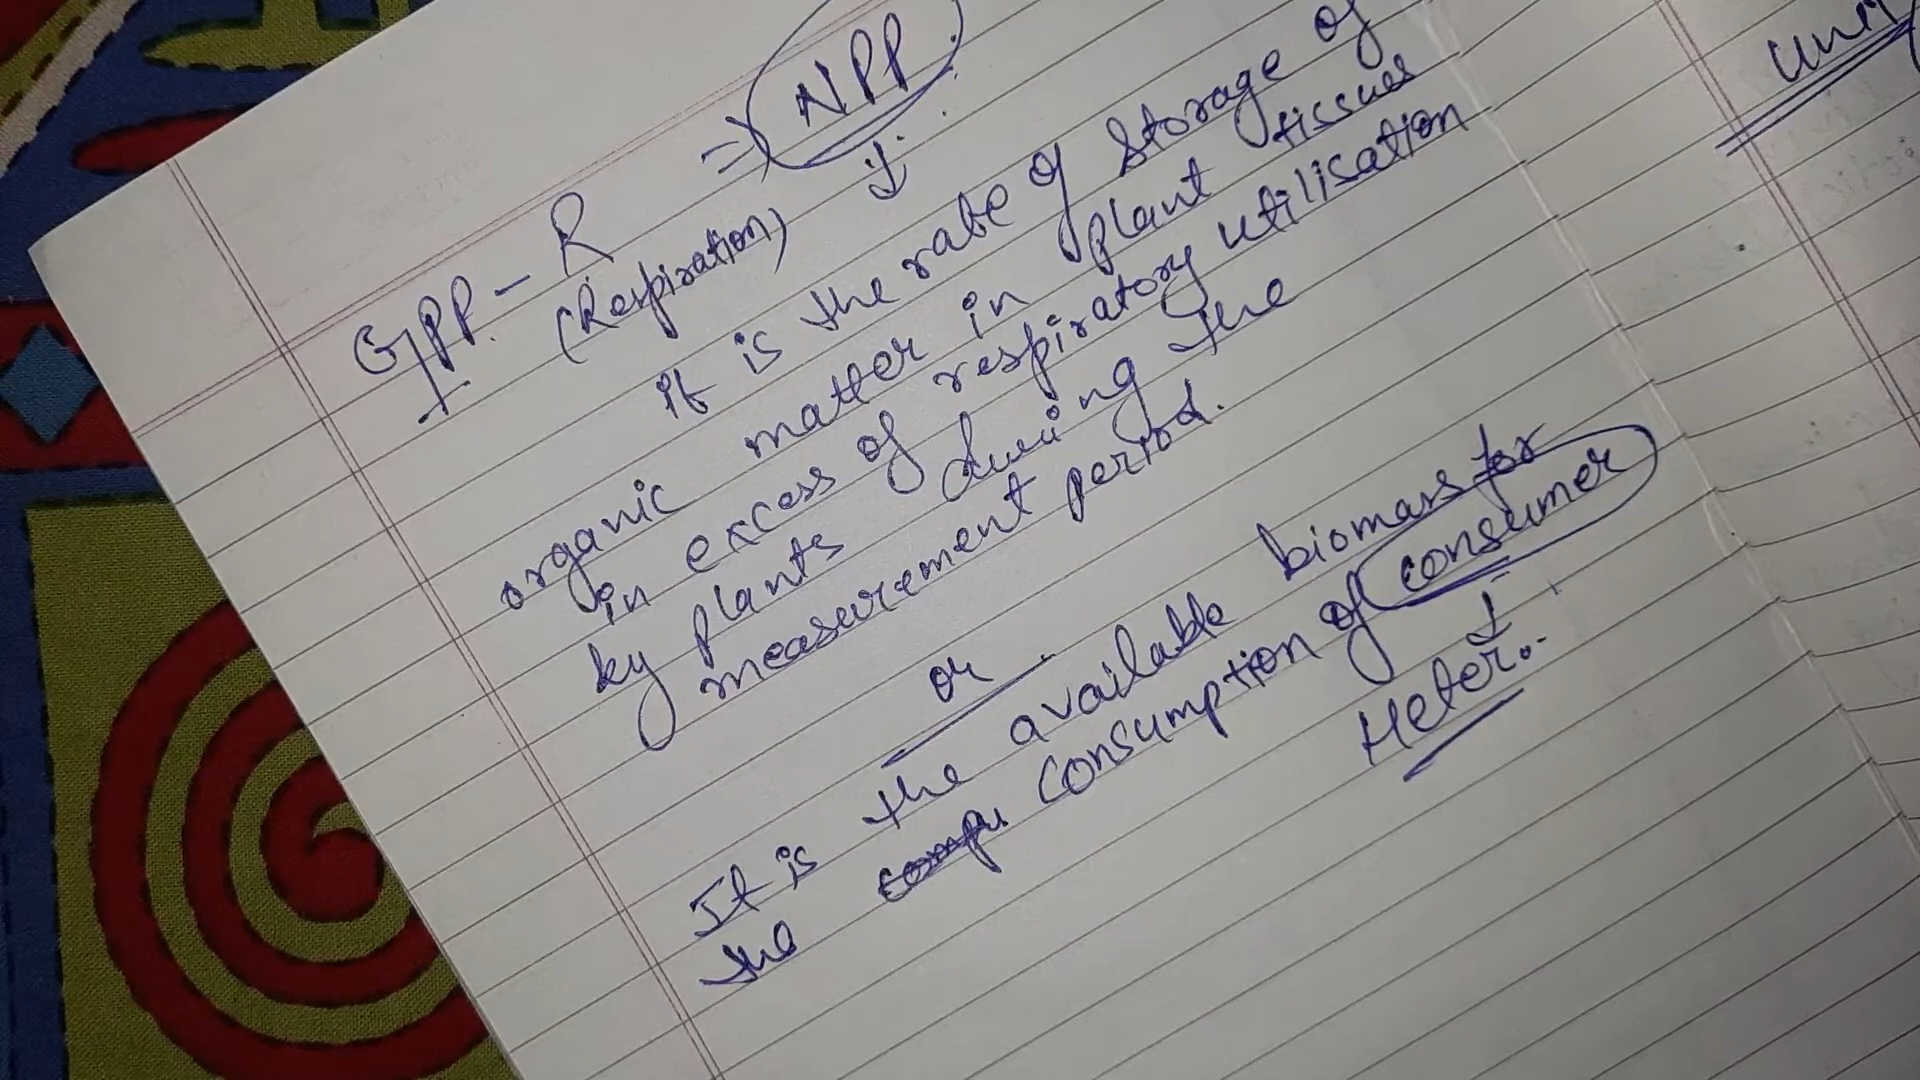 GPP - R => NPP
(Respiration) ↓
It is the rate of storage of
organic matter in plant tissues
in excess of respiratory utilisation
by plants during the
measurement period.
or
It is the available biomass for
the consumption of consumer
↓
Heter..